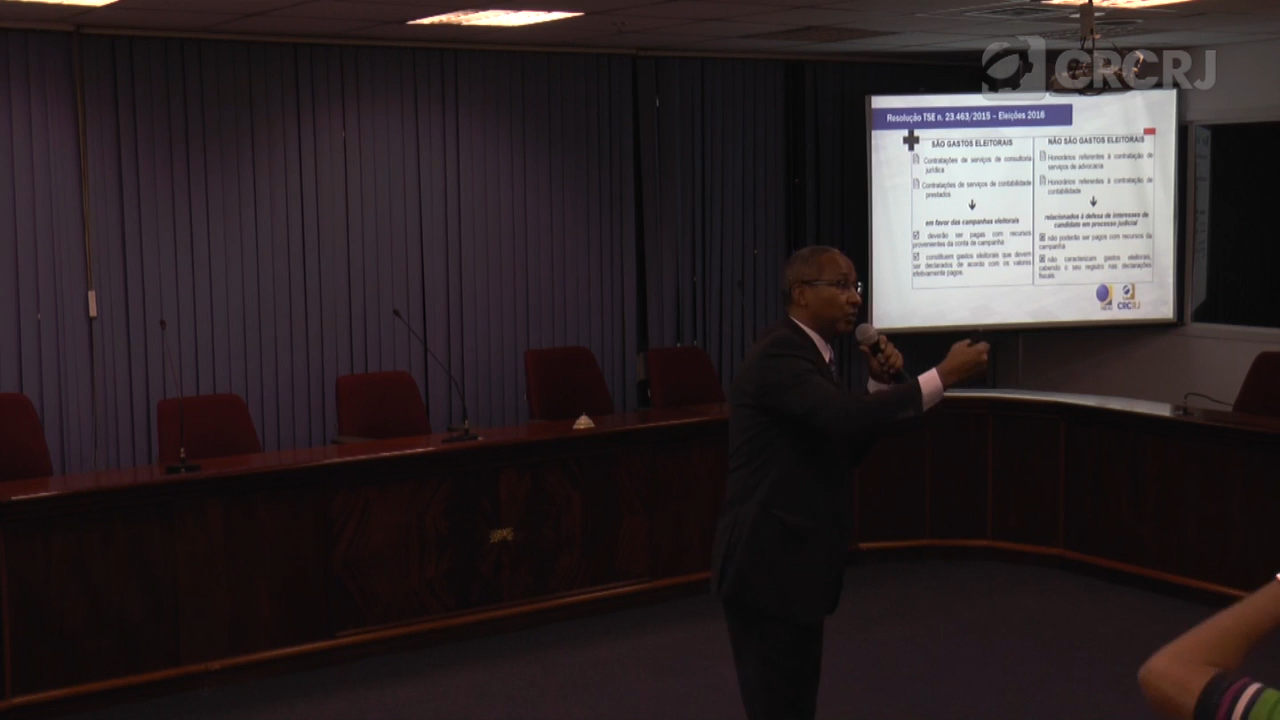 CRCRJ
Resolução TSE n. 23.463/2015 – Eleições 2016
SÃO GASTOS ELEITORAIS
Contratações de serviços de consultoria
jurídica
Contratações de serviços de contabilidade
prestados
em favor das campanhas eleitorais
deverão ser pagas com recursos
provenientes da conta de campanha
constituem gastos eleitorais que devem
ser declarados de acordo com os valores
efetivamente pagos.
NÃO SÃO GASTOS ELEITORAIS
Honorários referentes à contratação de
serviços de advocacia
Honorários referentes à contratação de
contabilidade
relacionados à defesa de interesses de
candidato em processo judicial
não poderão ser pagos com recursos da
campanha
não caracterizam gastos eleitorais,
cabendo o seu registro nas declarações
fiscais.
CRCRJ